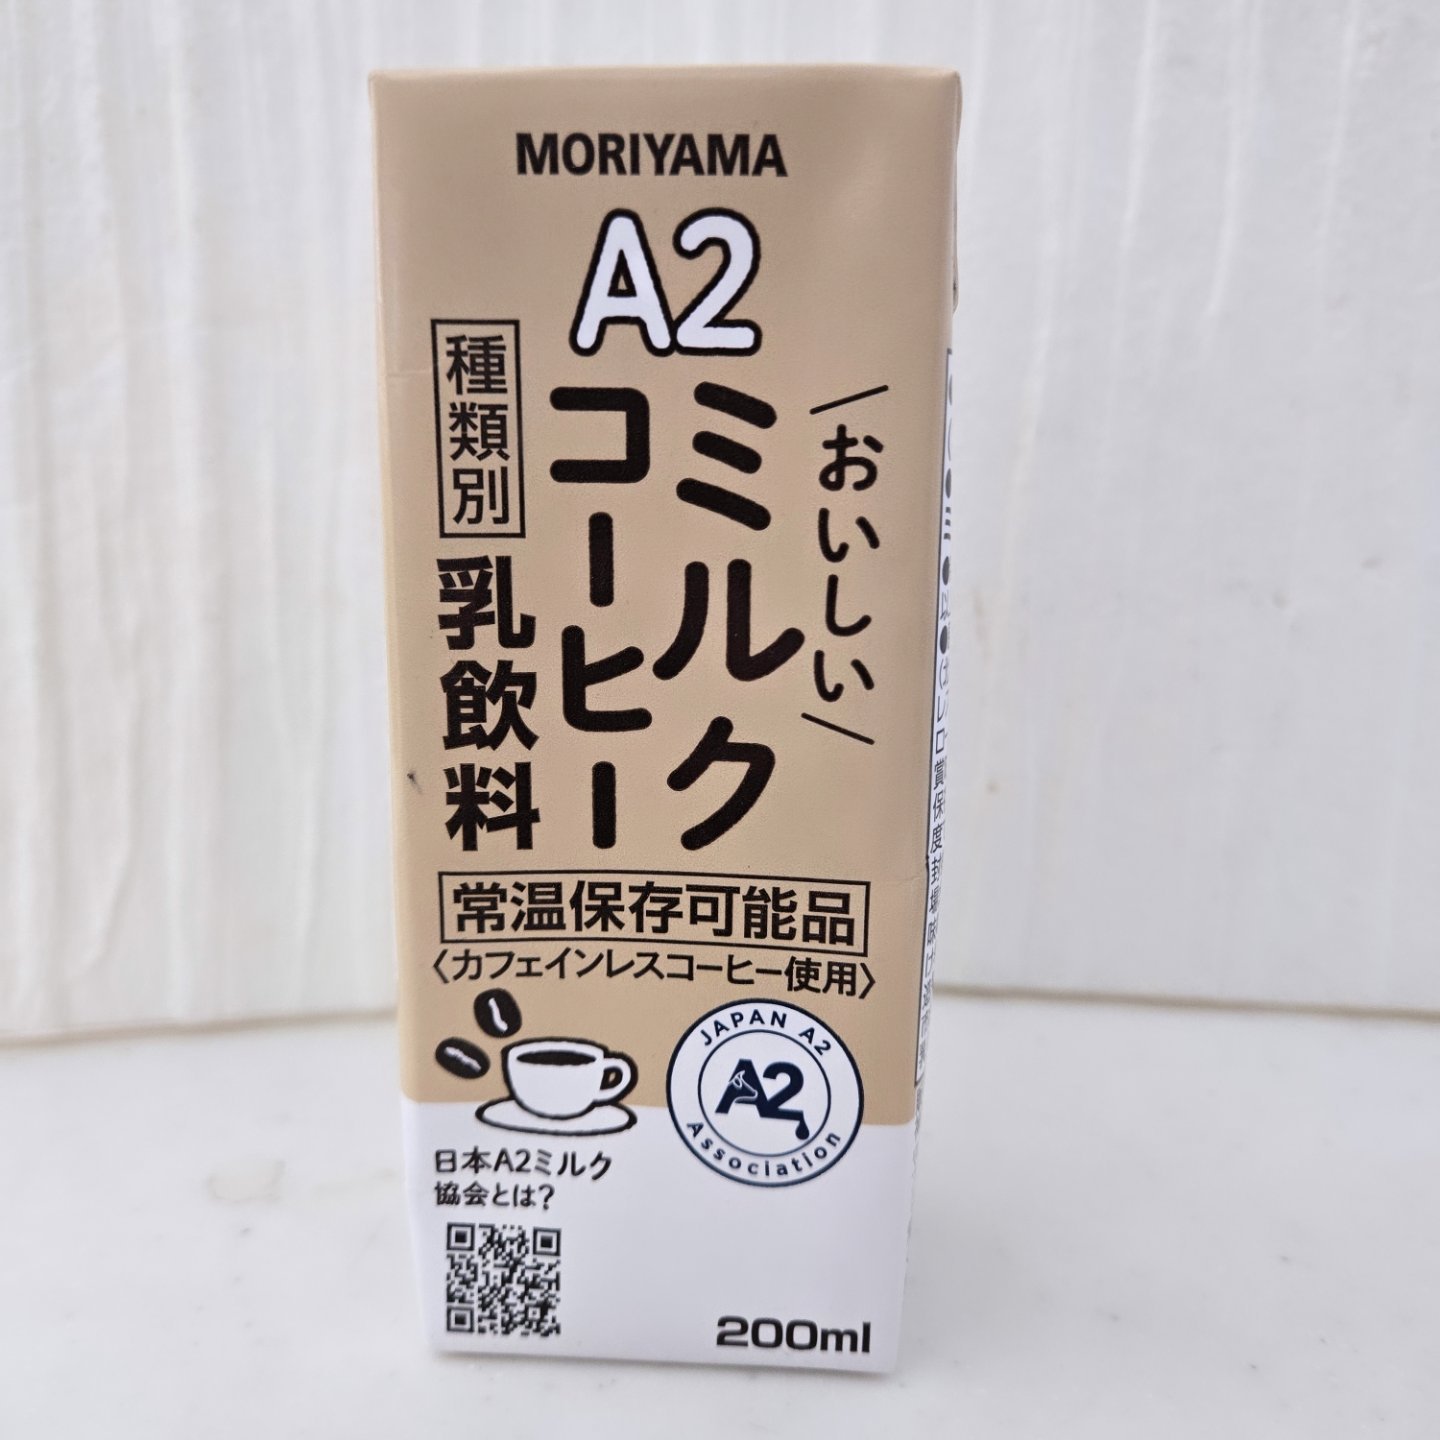 MORIYAMA
A2
おいしい
ミルク
コーヒー
種類別
乳飲料
常温保存可能品
〈カフェインレスコーヒー使用〉
JAPAN A2
A2
Association
日本A2ミルク
協会とは?
200ml